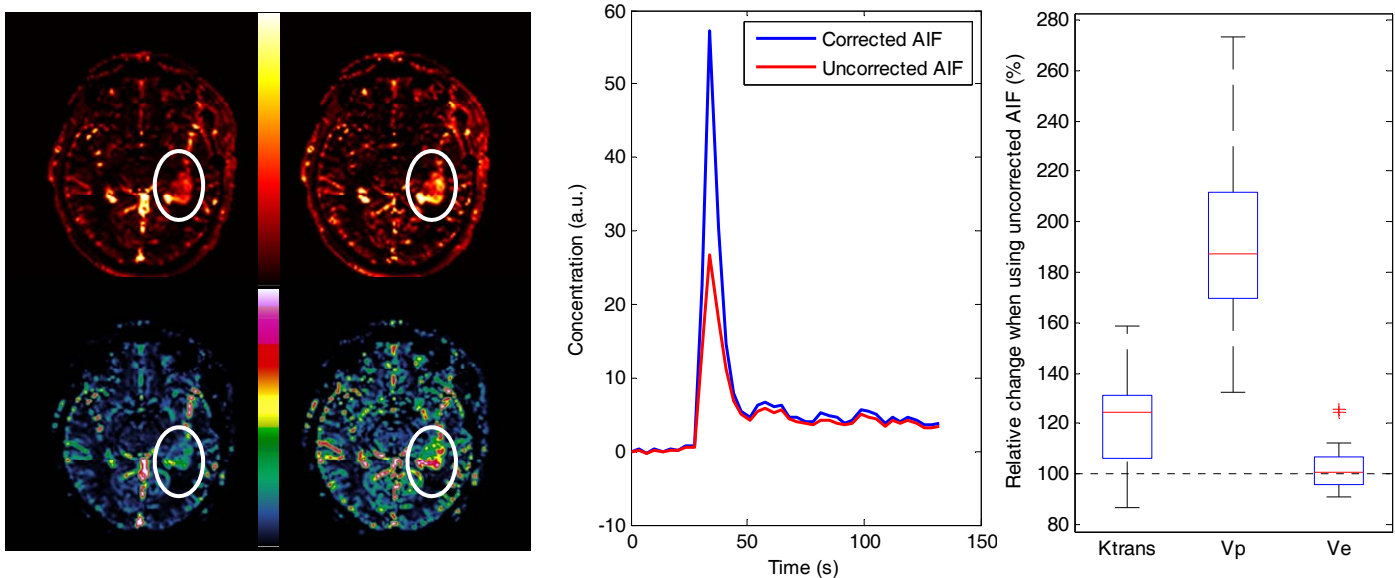 Concentration (a.u.)
60
50
40
30
20
10
0
-10
0
50
100
150
Time (s)
Corrected AIF
Uncorrected AIF
Relative change when using uncorrected AIF (%)
280
260
240
220
200
180
160
140
120
100
80
Ktrans
Vp
Ve